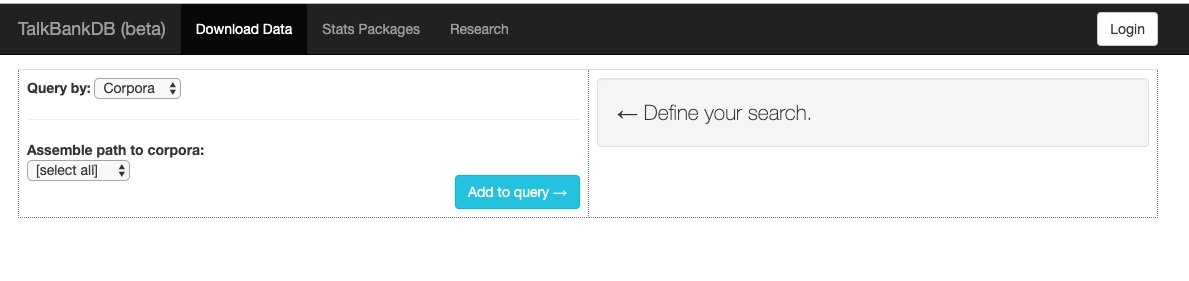 TalkBankDB (beta) Download Data Stats Packages Research Login
Query by: Corpora
← Define your search.
Assemble path to corpora:
[select all]
Add to query →